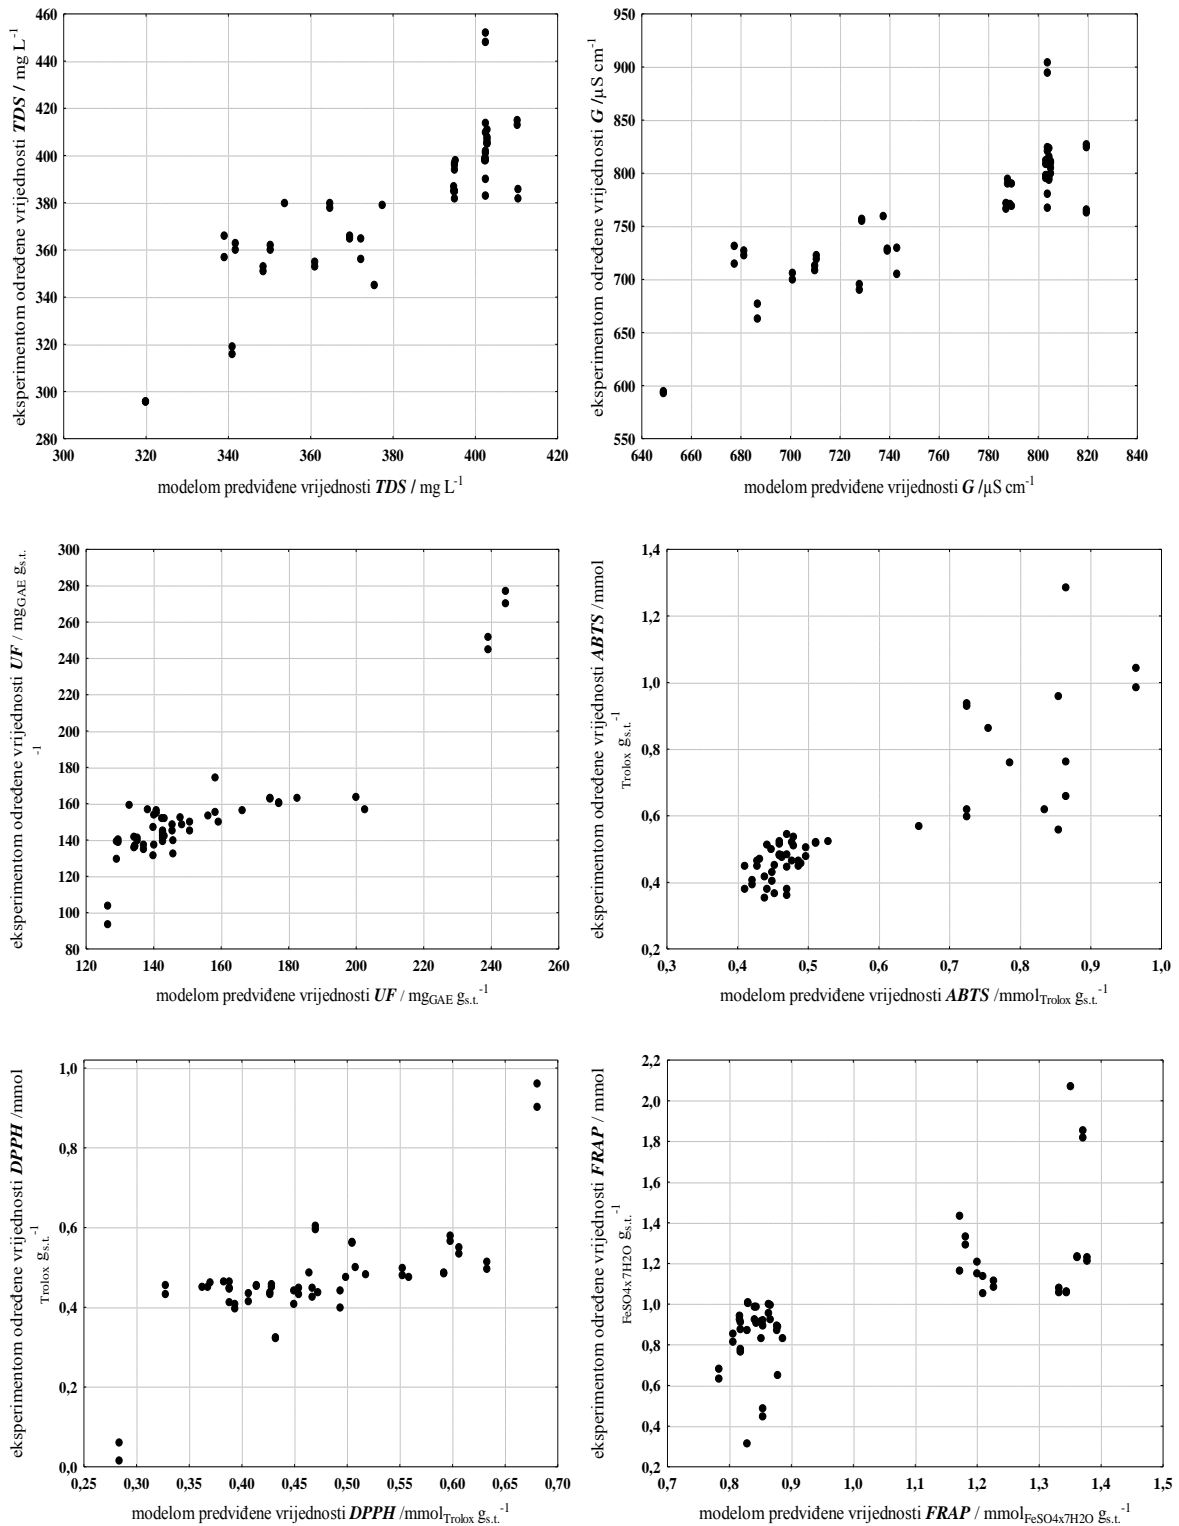 460
440
420
400
380
360
340
320
300
280
300 320 340 360 380 400 420
eksperimentom određene vrijednosti TDS / mg L-1
modelom predviđene vrijednosti TDS / mg L-1
950
900
850
800
750
700
650
600
550
640 660 680 700 720 740 760 780 800 820 840
eksperimentom određene vrijednosti G /µS cm-1
modelom predviđene vrijednosti G /µS cm-1
300
280
260
240
220
200
180
160
140
120
100
80
120 140 160 180 200 220 240 260
eksperimentom određene vrijednosti UF / mgGAE gs.t.
-1
modelom predviđene vrijednosti UF / mgGAE gs.t.-1
1,4
1,2
1,0
0,8
0,6
0,4
0,2
0,3 0,4 0,5 0,6 0,7 0,8 0,9 1,0
eksperimentom određene vrijednosti ABTS /mmol
Trolox gs.t.-1
modelom predviđene vrijednosti ABTS /mmolTrolox gs.t.-1
1,0
0,8
0,6
0,4
0,2
0,0
0,25 0,30 0,35 0,40 0,45 0,50 0,55 0,60 0,65 0,70
eksperimentom određene vrijednosti DPPH /mmol
Trolox gs.t.-1
modelom predviđene vrijednosti DPPH /mmolTrolox gs.t.-1
2,2
2,0
1,8
1,6
1,4
1,2
1,0
0,8
0,6
0,4
0,2
0,7 0,8 0,9 1,0 1,1 1,2 1,3 1,4 1,5
eksperimentom određene vrijednosti FRAP / mmol
FeSO4x7H2O gs.t.-1
modelom predviđene vrijednosti FRAP / mmolFeSO4x7H2O gs.t.-1